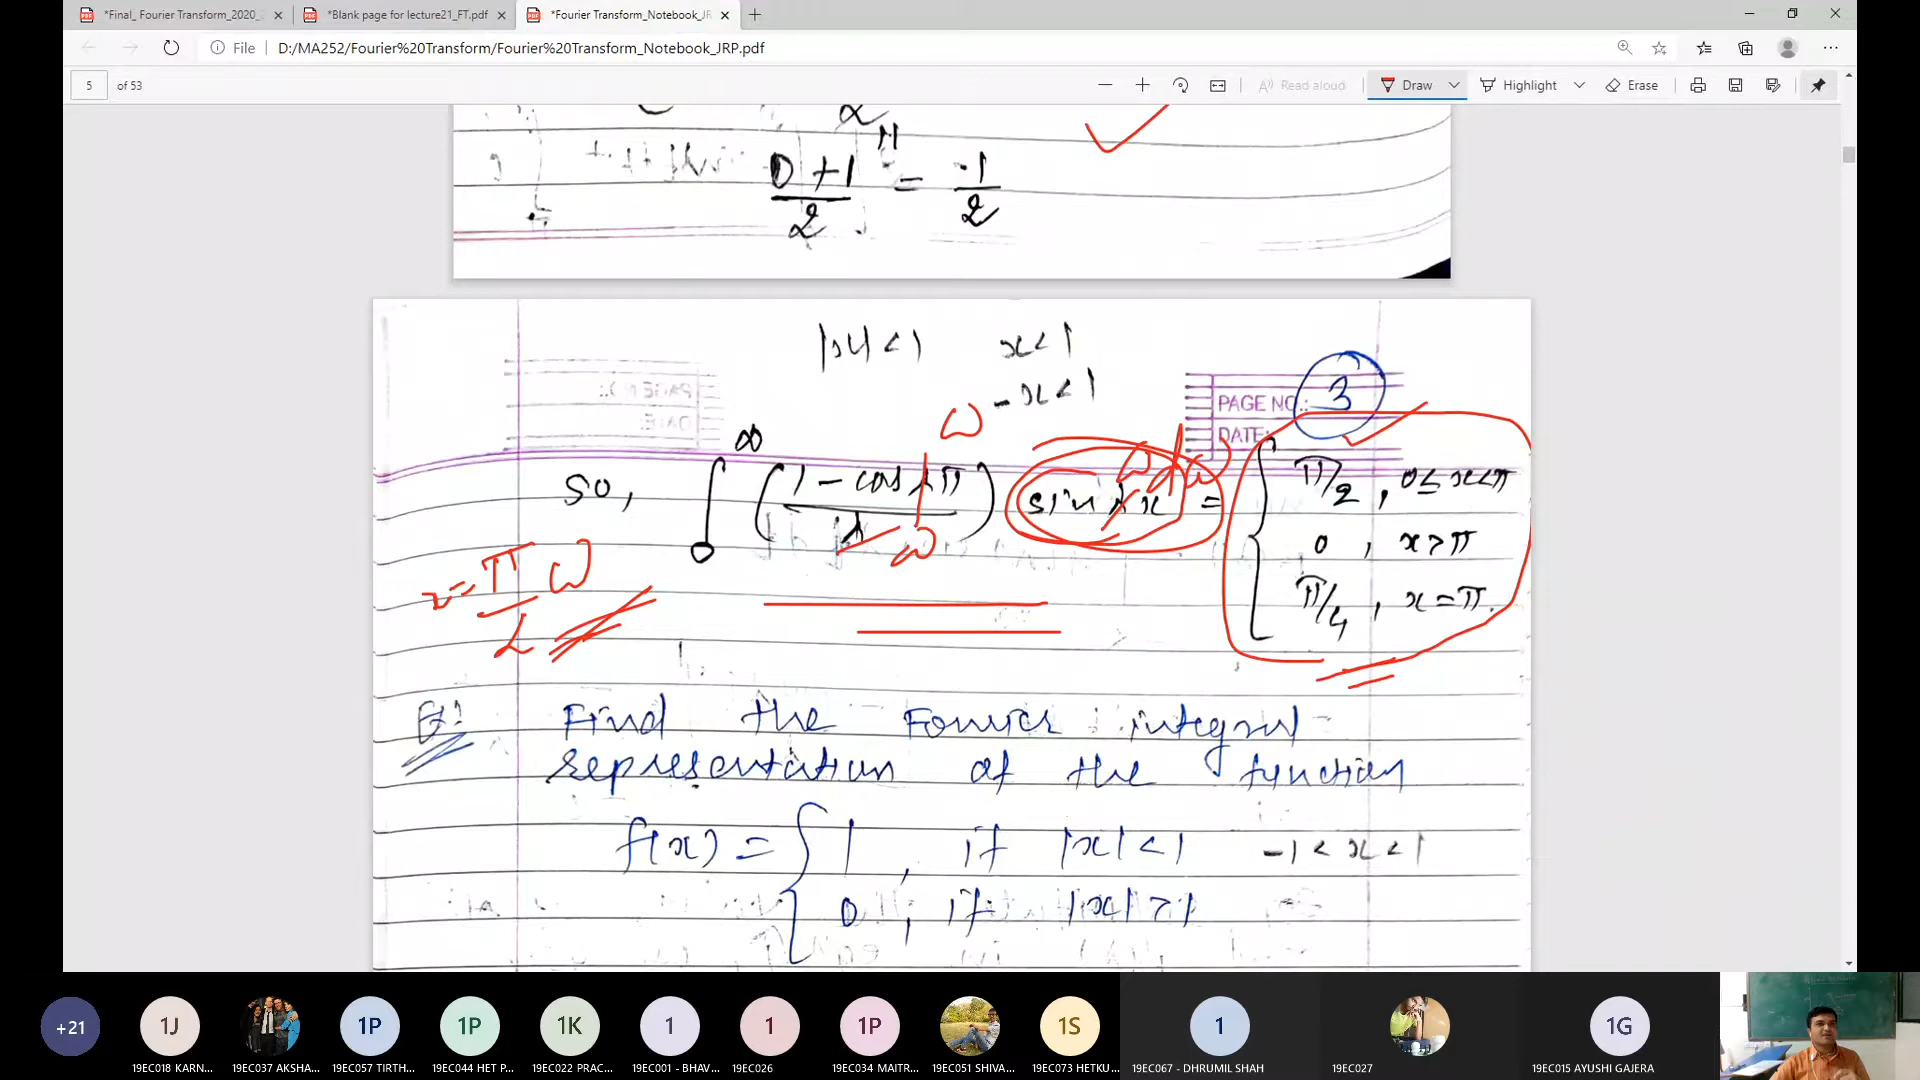 *Final_ Fourier Transform_2020_
*Blank page for lecture21_FT.pdf
*Fourier Transform_Notebook_JR
File
D:/MA252/Fourier%20Transform/Fourier%20Transform_Notebook_JRP.pdf
5 of 53
Read aloud
Draw
Highlight
Erase
0 + 1 / 2 = 1 / 2
|x| < 1 x < 1
- x < 1
3
PAGE NO.:
DATE:
ω
so, ∫ 0 ∞ ( 1 - cos λπ / λ ) sin λx dω = { π/2 , 0 ≤ x < π
0 , x > π
π/4 , x = π.
ω
x = π / 2 ω
Ex:
Find the Fourier integral
representation of the function
f(x) = { 1 , if |x| < 1 -1 < x < 1
0 , if |x| > 1
+21
1J
1P
1P
1K
1
1
1P
1S
1
1G
19EC018 KARN...
19EC037 AKSHA...
19EC057 TIRTH...
19EC044 HET P...
19EC022 PRAC...
19EC001 - BHAV...
19EC026
19EC034 MAITR...
19EC051 SHIVA...
19EC073 HETKU...
19EC067 - DHRUMIL SHAH
19EC027
19EC015 AYUSHI GAJERA